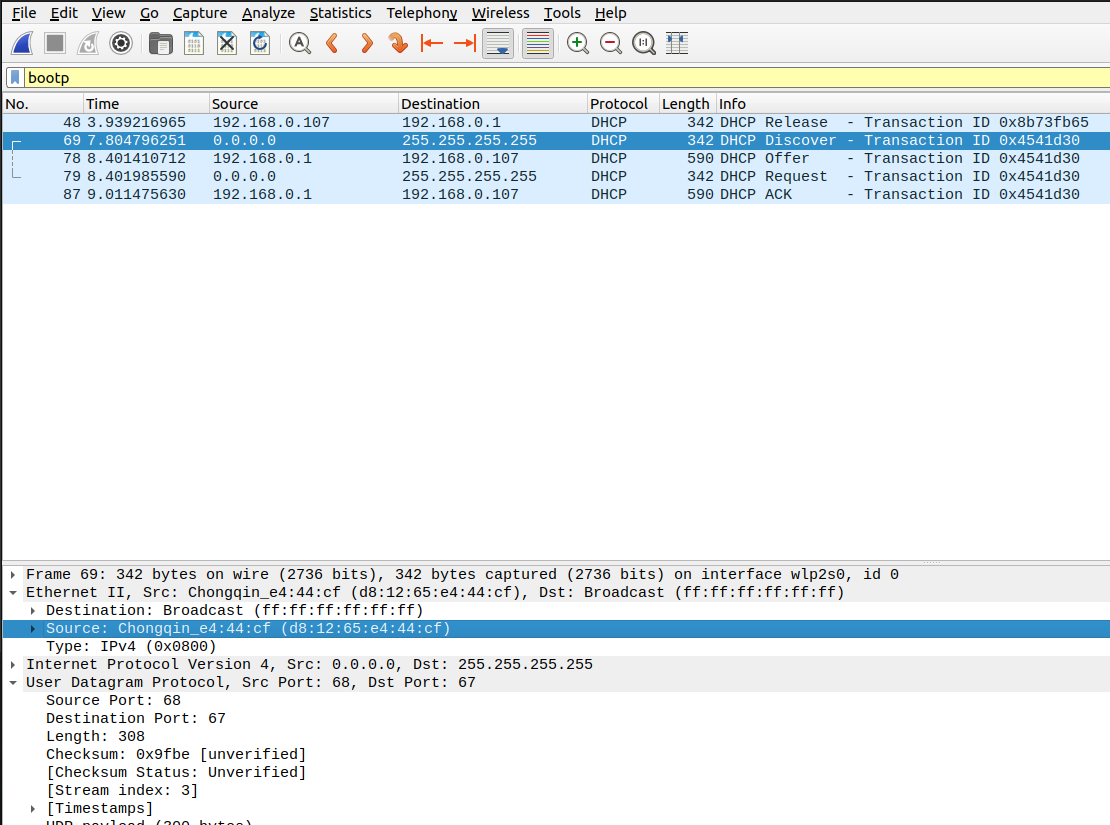 File Edit View Go Capture Analyze Statistics Telephony Wireless Tools Help
bootp
No. Time Source Destination Protocol Length Info
48 3.939216965 192.168.0.107 192.168.0.1 DHCP 342 DHCP Release - Transaction ID 0x8b73fb65
69 7.804796251 0.0.0.0 255.255.255.255 DHCP 342 DHCP Discover - Transaction ID 0x4541d30
78 8.401410712 192.168.0.1 192.168.0.107 DHCP 590 DHCP Offer - Transaction ID 0x4541d30
79 8.401985590 0.0.0.0 255.255.255.255 DHCP 342 DHCP Request - Transaction ID 0x4541d30
87 9.011475630 192.168.0.1 192.168.0.107 DHCP 590 DHCP ACK - Transaction ID 0x4541d30
Frame 69: 342 bytes on wire (2736 bits), 342 bytes captured (2736 bits) on interface wlp2s0, id 0
Ethernet II, Src: Chongqin_e4:44:cf (d8:12:65:e4:44:cf), Dst: Broadcast (ff:ff:ff:ff:ff:ff)
Destination: Broadcast (ff:ff:ff:ff:ff:ff)
Source: Chongqin_e4:44:cf (d8:12:65:e4:44:cf)
Type: IPv4 (0x0800)
Internet Protocol Version 4, Src: 0.0.0.0, Dst: 255.255.255.255
User Datagram Protocol, Src Port: 68, Dst Port: 67
Source Port: 68
Destination Port: 67
Length: 308
Checksum: 0x9fbe [unverified]
[Checksum Status: Unverified]
[Stream index: 3]
[Timestamps]
UDP payload (300 bytes)